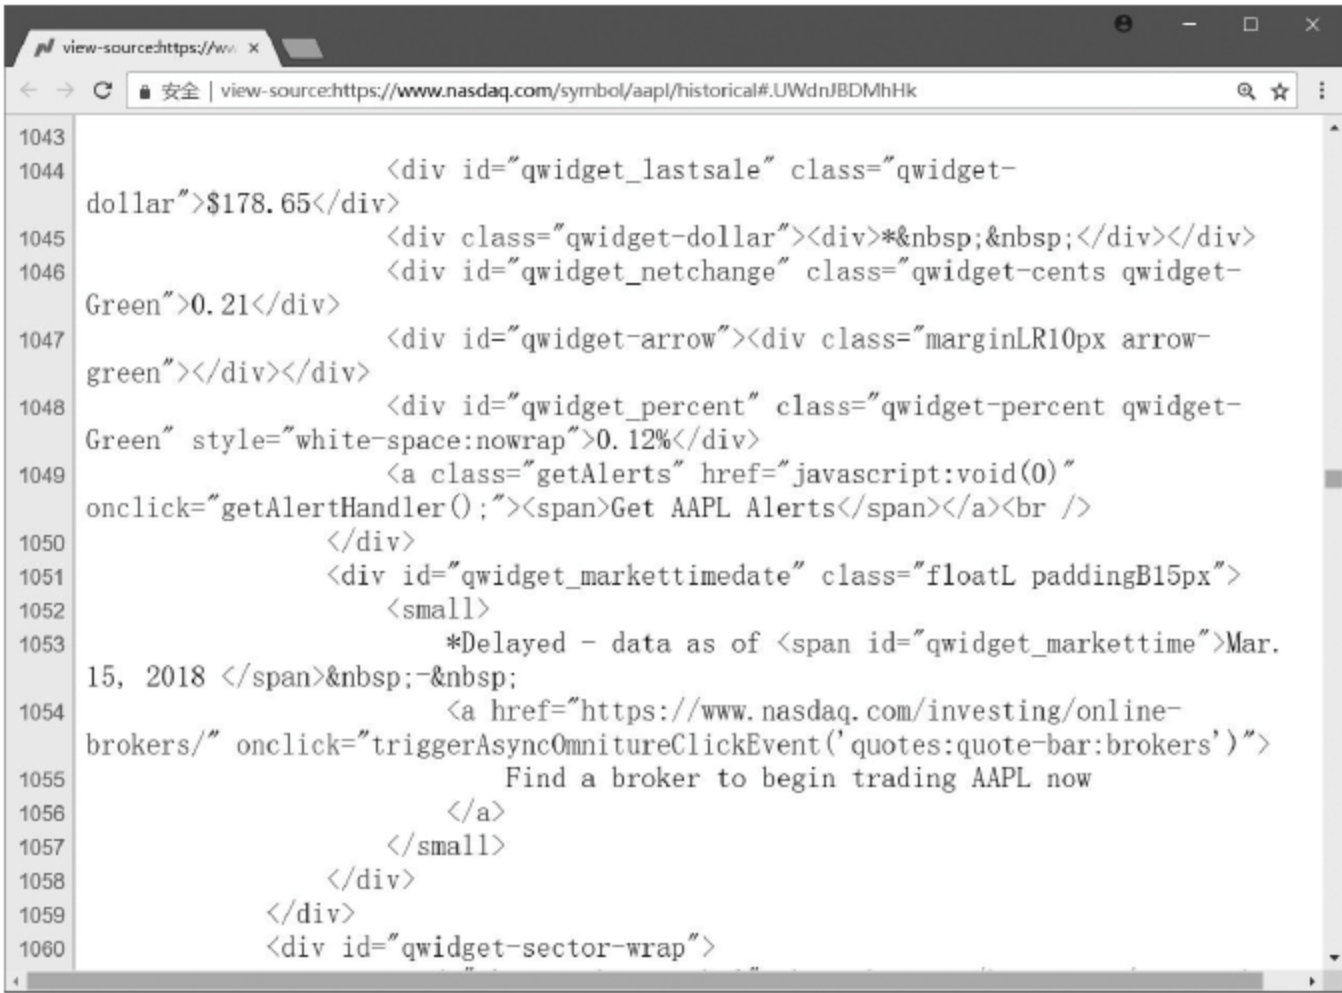 view-source:https://ww
安全 | view-source:https://www.nasdaq.com/symbol/aapl/historical#.UWdnJBDMhHk
1043
1044 <div id="qwidget_lastsale" class="qwidget-
dollar">$178.65</div>
1045 <div class="qwidget-dollar"><div>*&nbsp;&nbsp;</div></div>
1046 <div id="qwidget_netchange" class="qwidget-cents qwidget-
Green">0.21</div>
1047 <div id="qwidget-arrow"><div class="marginLR10px arrow-
green"></div></div>
1048 <div id="qwidget_percent" class="qwidget-percent qwidget-
Green" style="white-space:nowrap">0.12%</div>
1049 <a class="getAlerts" href="javascript:void(0)"
onclick="getAlertHandler();"><span>Get AAPL Alerts</span></a><br />
1050 </div>
1051 <div id="qwidget_markettimedate" class="floatL paddingB15px">
1052 <small>
1053 *Delayed - data as of <span id="qwidget_markettime">Mar.
15, 2018 </span>&nbsp;-&nbsp;
1054 <a href="https://www.nasdaq.com/investing/online-
brokers/" onclick="triggerAsyncOmnitureClickEvent('quotes:quote-bar:brokers')">
1055 Find a broker to begin trading AAPL now
1056 </a>
1057 </small>
1058 </div>
1059 </div>
1060 <div id="qwidget-sector-wrap">